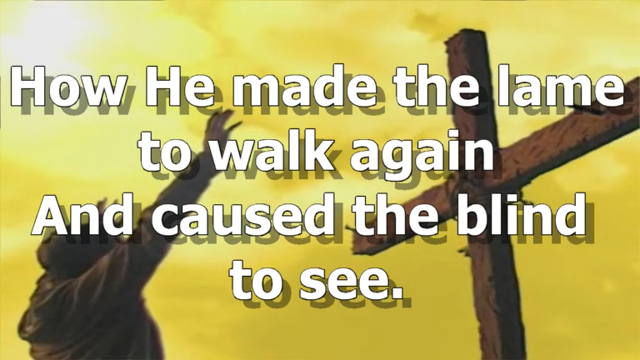 How He made the lame
to walk again
And caused the blind
to see.